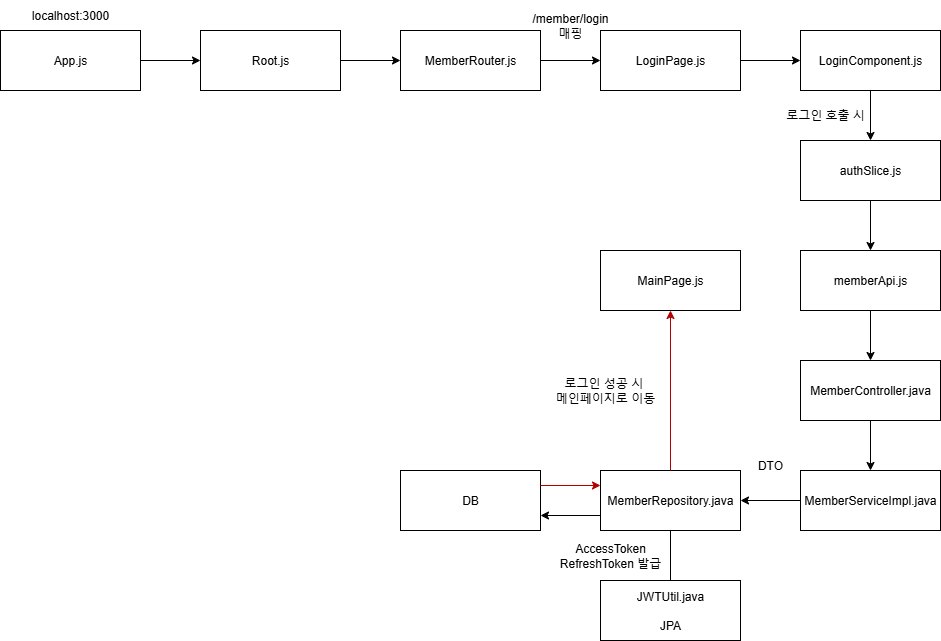 localhost:3000
/member/login
매핑
App.js
Root.js
MemberRouter.js
LoginPage.js
LoginComponent.js
로그인 호출 시
authSlice.js
MainPage.js
memberApi.js
로그인 성공 시
메인페이지로 이동
MemberController.java
DTO
DB
MemberRepository.java
MemberServiceImpl.java
AccessToken
RefreshToken 발급
JWTUtil.java
JPA